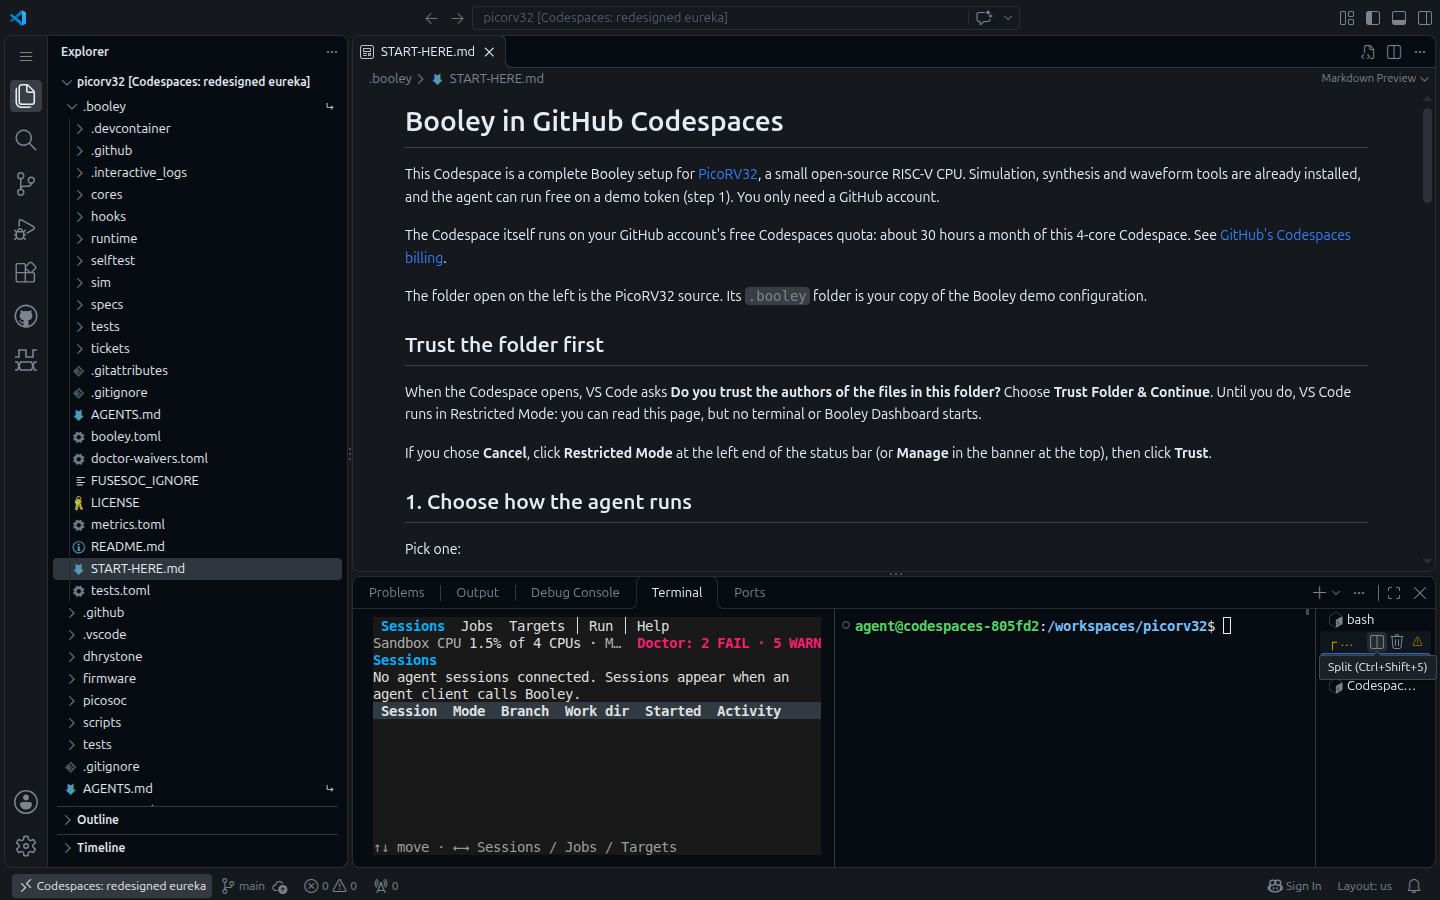 picorv32 [Codespaces: redesigned eureka]
Explorer
picorv32 [Codespaces: redesigned eureka]
.booley
.devcontainer
.github
.interactive_logs
cores
hooks
runtime
selftest
sim
specs
tests
tickets
.gitattributes
.gitignore
AGENTS.md
booley.toml
doctor-waivers.toml
FUSESOC_IGNORE
LICENSE
metrics.toml
README.md
START-HERE.md
tests.toml
.github
.vscode
dhrystone
firmware
picosoc
scripts
tests
.gitignore
AGENTS.md
Outline
Timeline
START-HERE.md
.booley > START-HERE.md
Markdown Preview
Booley in GitHub Codespaces
This Codespace is a complete Booley setup for PicoRV32, a small open-source RISC-V CPU. Simulation, synthesis and waveform tools are already installed,
and the agent can run free on a demo token (step 1). You only need a GitHub account.
The Codespace itself runs on your GitHub account's free Codespaces quota: about 30 hours a month of this 4-core Codespace. See GitHub's Codespaces
billing.
The folder open on the left is the PicoRV32 source. Its .booley folder is your copy of the Booley demo configuration.
Trust the folder first
When the Codespace opens, VS Code asks Do you trust the authors of the files in this folder? Choose Trust Folder & Continue. Until you do, VS Code
runs in Restricted Mode: you can read this page, but no terminal or Booley Dashboard starts.
If you chose Cancel, click Restricted Mode at the left end of the status bar (or Manage in the banner at the top), then click Trust.
1. Choose how the agent runs
Pick one:
Problems Output Debug Console Terminal Ports
Sessions Jobs Targets │ Run │ Help
Sandbox CPU 1.5% of 4 CPUs · M… Doctor: 2 FAIL · 5 WARN
Sessions
No agent sessions connected. Sessions appear when an
agent client calls Booley.
Session Mode Branch Work dir Started Activity
↑↓ move · ←→ Sessions / Jobs / Targets
agent@codespaces-805fd2:/workspaces/picorv32$
bash
┌ …
Split (Ctrl+Shift+5)
Codespac…
Codespaces: redesigned eureka main 0 0 0 Sign In Layout: us